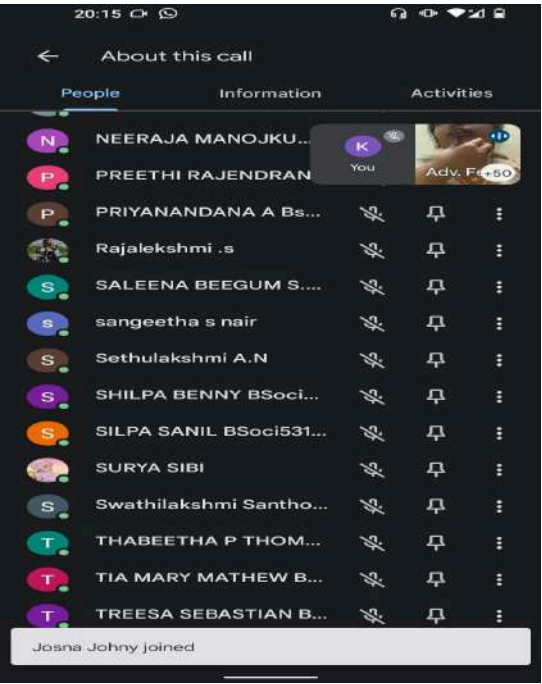 20:15
About this call
People Information Activities
N NEERAJA MANOJKU...
K
You
Adv. Fe
+50
P PREETHI RAJENDRAN
P PRIYANANDANA A Bs...
Rajalekshmi .s
S SALEENA BEEGUM S....
s sangeetha s nair
S Sethulakshmi A.N
S SHILPA BENNY BSoci...
S SILPA SANIL BSoci531...
SURYA SIBI
S Swathilakshmi Santho...
T THABEETHA P THOM...
T TIA MARY MATHEW B...
T TREESA SEBASTIAN B...
Josna Johny joined